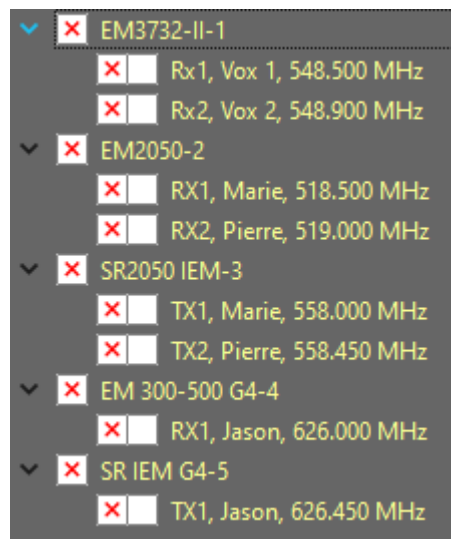 EM3732-II-1
Rx1, Vox 1, 548.500 MHz
Rx2, Vox 2, 548.900 MHz
EM2050-2
RX1, Marie, 518.500 MHz
RX2, Pierre, 519.000 MHz
SR2050 IEM-3
TX1, Marie, 558.000 MHz
TX2, Pierre, 558.450 MHz
EM 300-500 G4-4
RX1, Jason, 626.000 MHz
SR IEM G4-5
TX1, Jason, 626.450 MHz